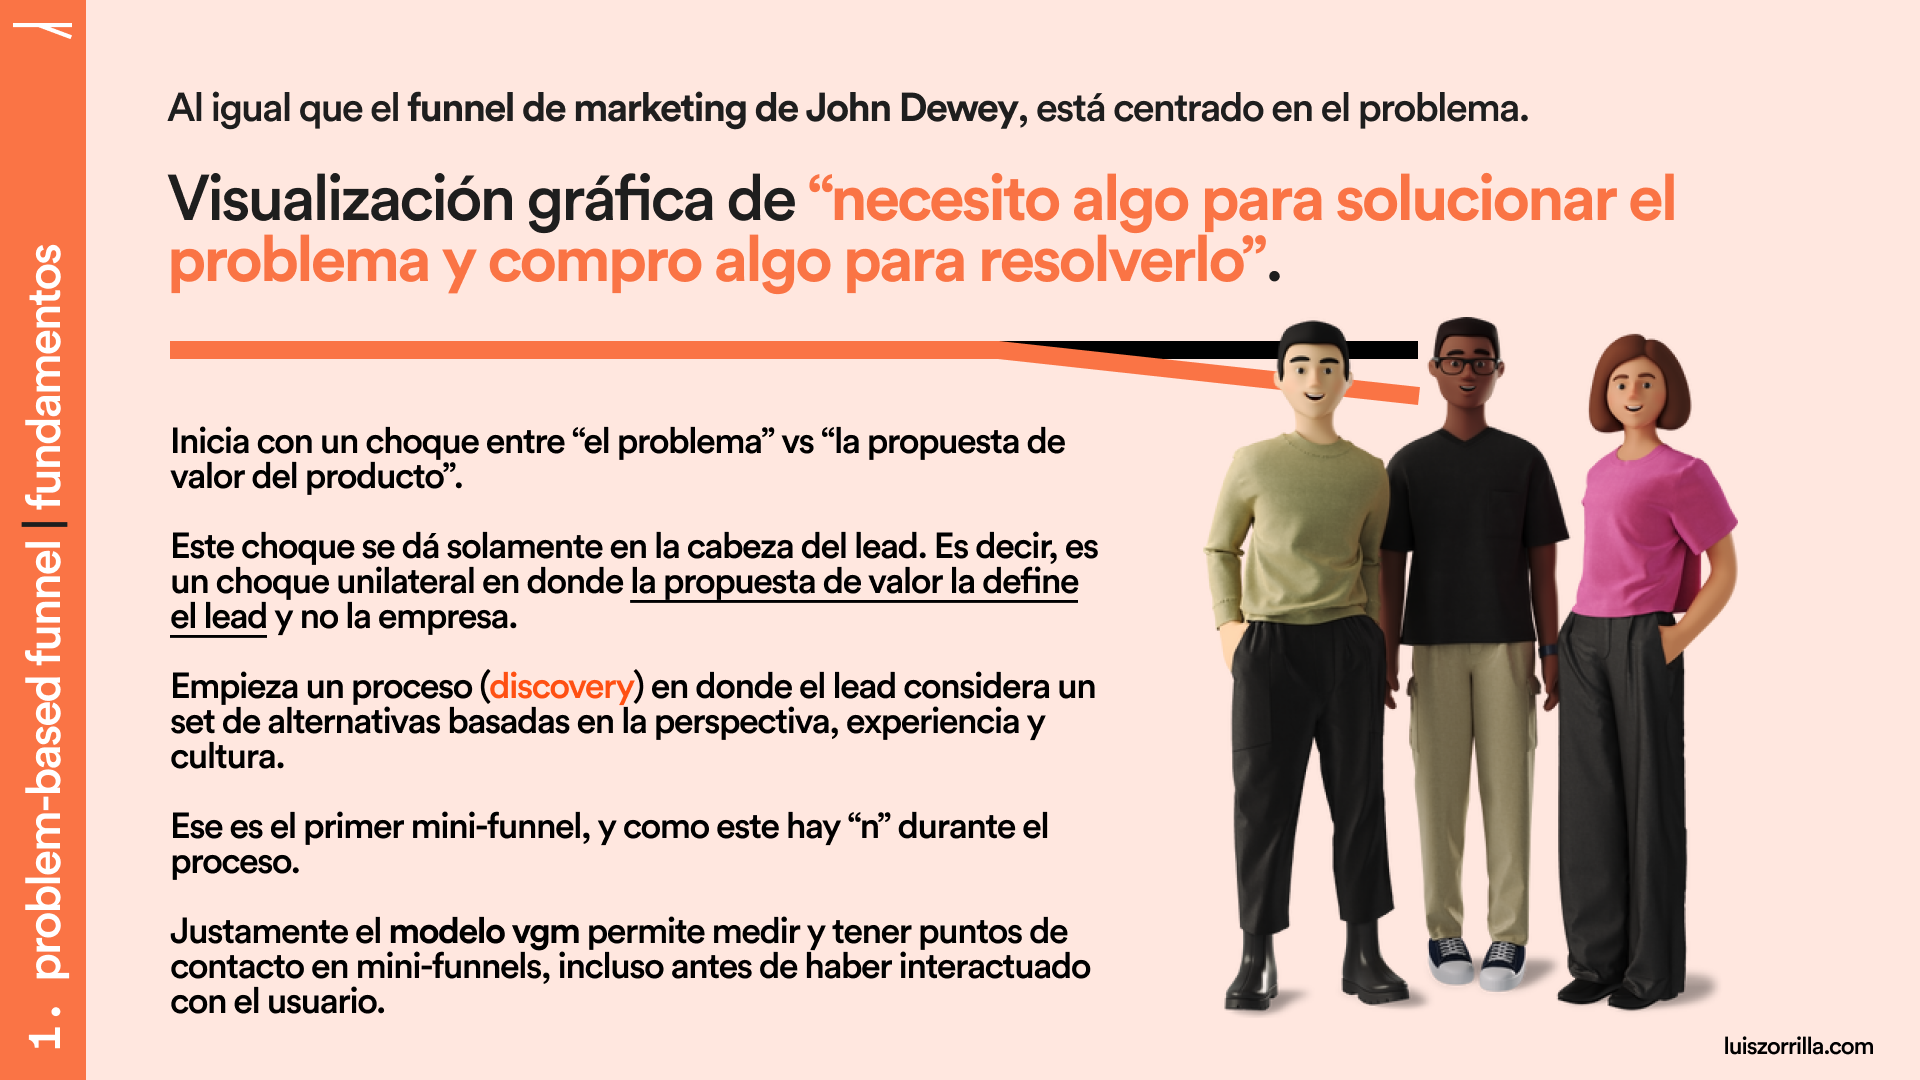 Al igual que el funnel de marketing de John Dewey, está centrado en el problema.
Visualización gráfica de “necesito algo para solucionar el
problema y compro algo para resolverlo”.
Inicia con un choque entre “el problema” vs “la propuesta de
valor del producto”.
Este choque se dá solamente en la cabeza del lead. Es decir, es
un choque unilateral en donde la propuesta de valor la define
el lead y no la empresa.
Empieza un proceso (discovery) en donde el lead considera un
set de alternativas basadas en la perspectiva, experiencia y
cultura.
Ese es el primer mini-funnel, y como este hay “n” durante el
proceso.
Justamente el modelo vgm permite medir y tener puntos de
contacto en mini-funnels, incluso antes de haber interactuado
con el usuario.
1. problem-based funnel | fundamentos
luiszorrilla.com